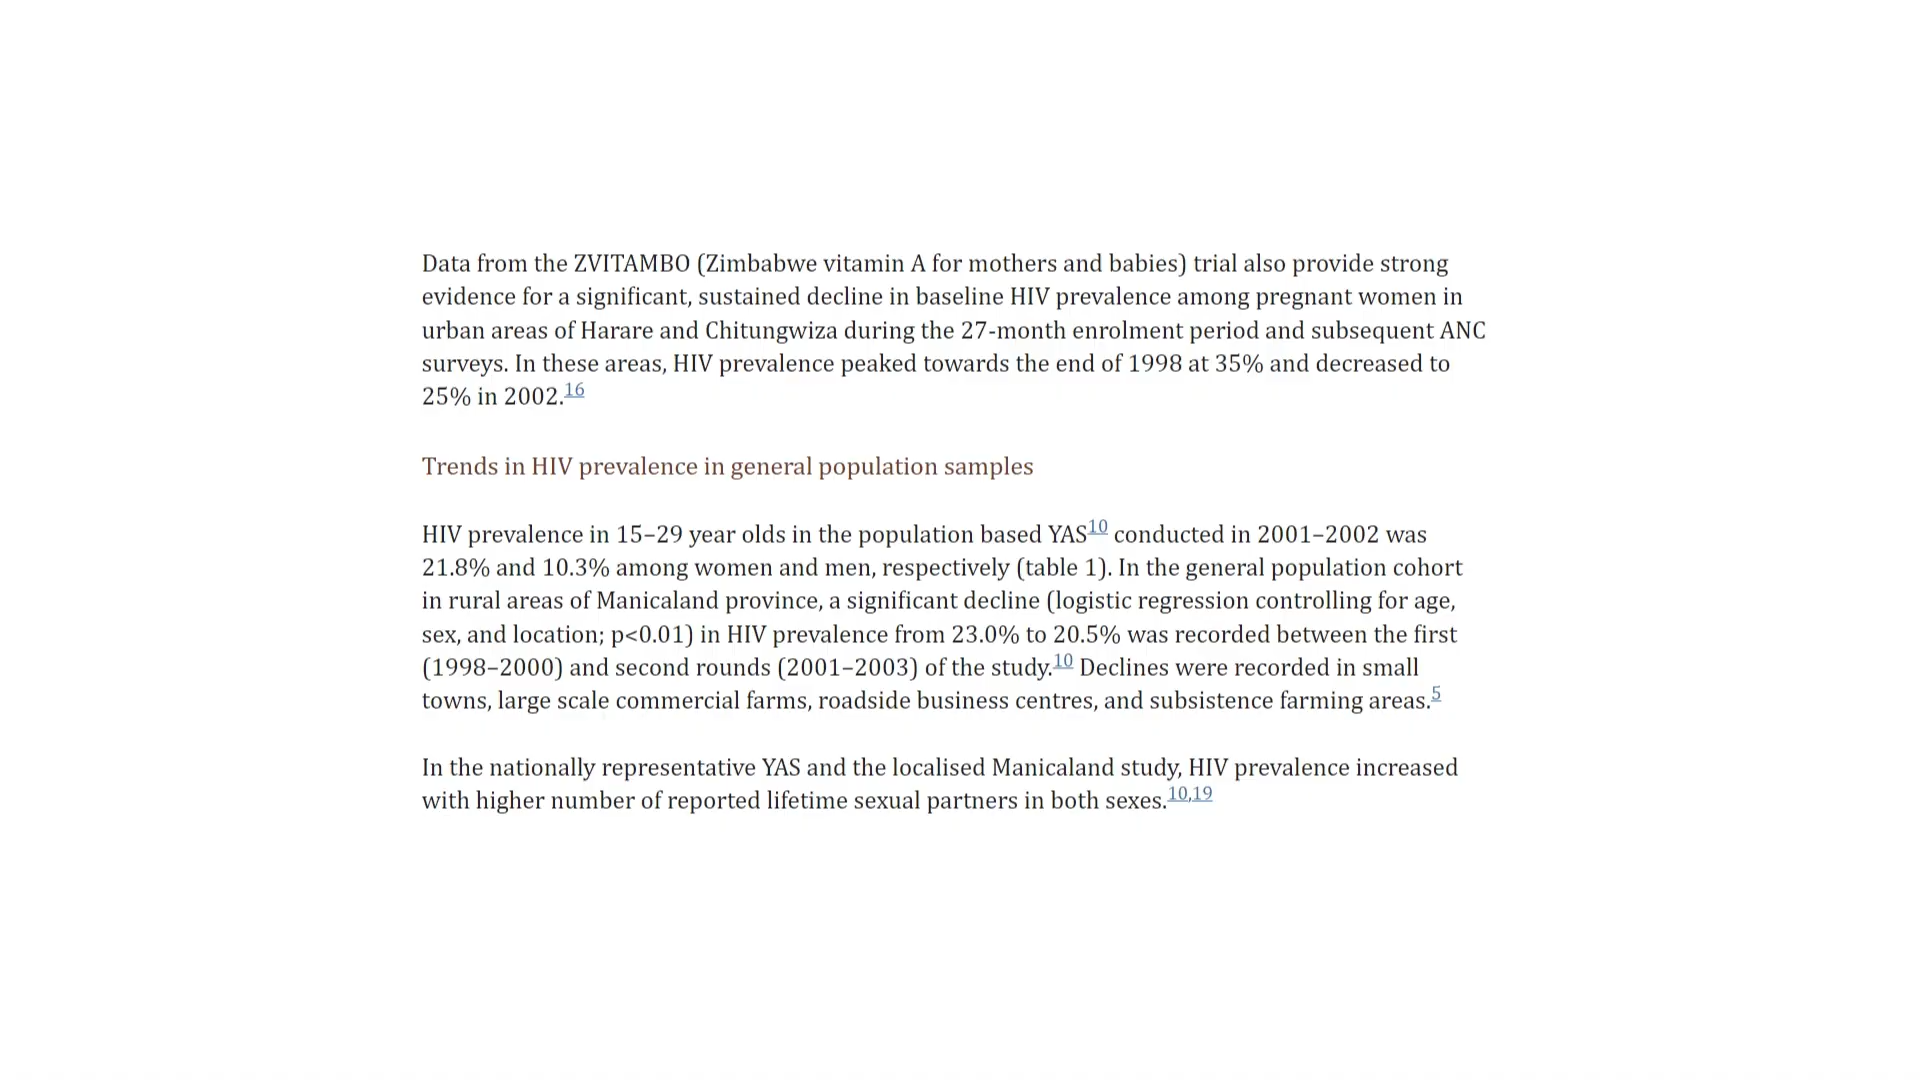 Data from the ZVITAMBO (Zimbabwe vitamin A for mothers and babies) trial also provide strong
evidence for a significant, sustained decline in baseline HIV prevalence among pregnant women in
urban areas of Harare and Chitungwiza during the 27-month enrolment period and subsequent ANC
surveys. In these areas, HIV prevalence peaked towards the end of 1998 at 35% and decreased to
25% in 2002.16
Trends in HIV prevalence in general population samples
HIV prevalence in 15–29 year olds in the population based YAS10 conducted in 2001–2002 was
21.8% and 10.3% among women and men, respectively (table 1). In the general population cohort
in rural areas of Manicaland province, a significant decline (logistic regression controlling for age,
sex, and location; p<0.01) in HIV prevalence from 23.0% to 20.5% was recorded between the first
(1998–2000) and second rounds (2001–2003) of the study.10 Declines were recorded in small
towns, large scale commercial farms, roadside business centres, and subsistence farming areas.5
In the nationally representative YAS and the localised Manicaland study, HIV prevalence increased
with higher number of reported lifetime sexual partners in both sexes.10,19